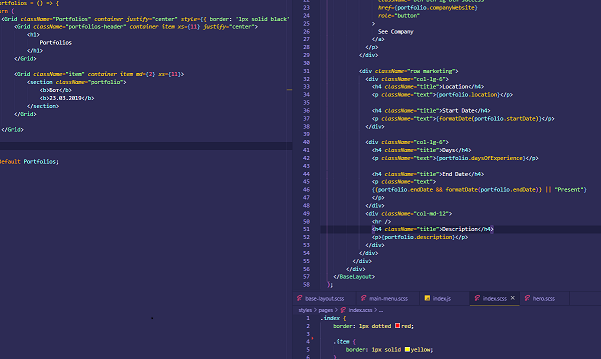 ortfolios = () => {
rn (
<Grid className="Portfolios" container justify="center" style={{ border: '1px solid black'
<Grid className="portfolios-header" container item xs={11} justify="center">
<h1>
Portfolios
</h1>
</Grid>
<Grid className="item" container item md={2} xs={11}>
<section className="portfolio">
<b>Вот</b>
<b>23.03.2019</b>
</section>
</Grid>
</Grid>
default Portfolios;
23 href={portfolio.companyWebsite}
24 role="button"
25 >
26 See Company
27 </a>
28 </p>
29 </div>
30
31 <div className="row marketing">
32 <div className="col-lg-6">
33 <h4 className="title">Location</h4>
34 <p className="text">{portfolio.location}</p>
35
36 <h4 className="title">Start Date</h4>
37 <p className="text">{formatDate(portfolio.startDate)}</p>
38 </div>
39
40 <div className="col-lg-6">
41 <h4 className="title">Days</h4>
42 <p className="text">{portfolio.daysOfExperience}</p>
43
44 <h4 className="title">End Date</h4>
45 <p className="text">
46 {(portfolio.endDate && formatDate(portfolio.endDate)) || "Present"}
47 </p>
48 </div>
49 <div className="col-md-12">
50 <hr />
51 <h4 className="title">Description</h4>
52 <p>{portfolio.description}</p>
53 </div>
54 </div>
55 </div>
56 </div>
57 </BaseLayout>
58 );
base-layout.scss main-menu.scss index.js index.scss hero.scss
styles > pages > index.scss > ...
1 .index {
2 border: 1px dotted red;
3
4 .item {
5 border: 1px solid yellow;